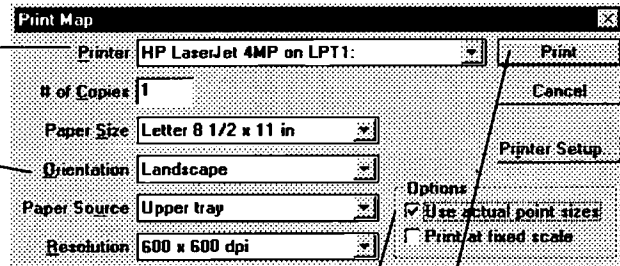 Print Map
Printer HP LaserJet 4MP on LPT1: Print
# of Copies 1 Cancel
Paper Size Letter 8 1/2 x 11 in
Printer Setup...
Orientation Landscape
Options
Paper Source Upper tray Use actual point sizes
Print at fixed scale
Resolution 600 x 600 dpi